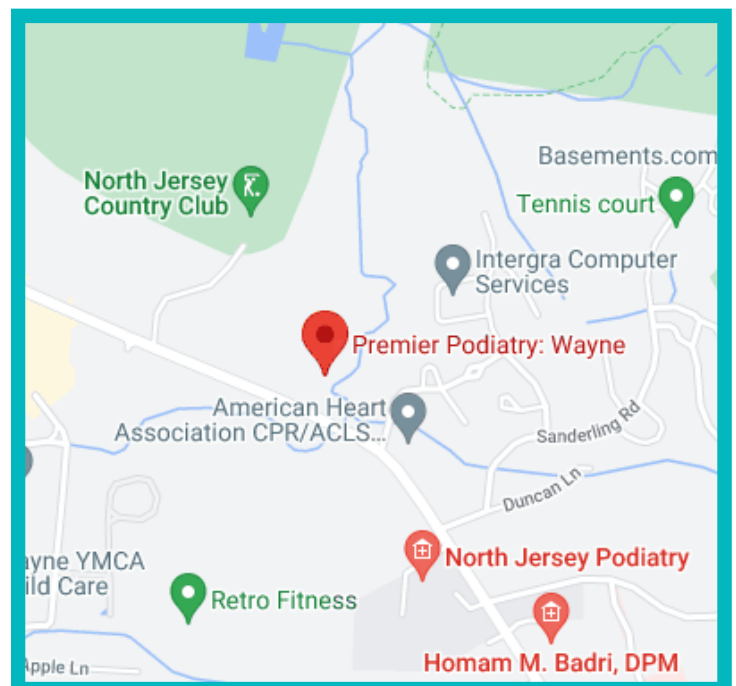 Basements.com
North Jersey
Country Club
Tennis court
Intergra Computer
Services
Premier Podiatry: Wayne
American Heart
Association CPR/ACLS...
Sanderling Rd
Duncan Ln
North Jersey Podiatry
ayne YMCA
ild Care
Retro Fitness
Homam M. Badri, DPM
Apple Ln